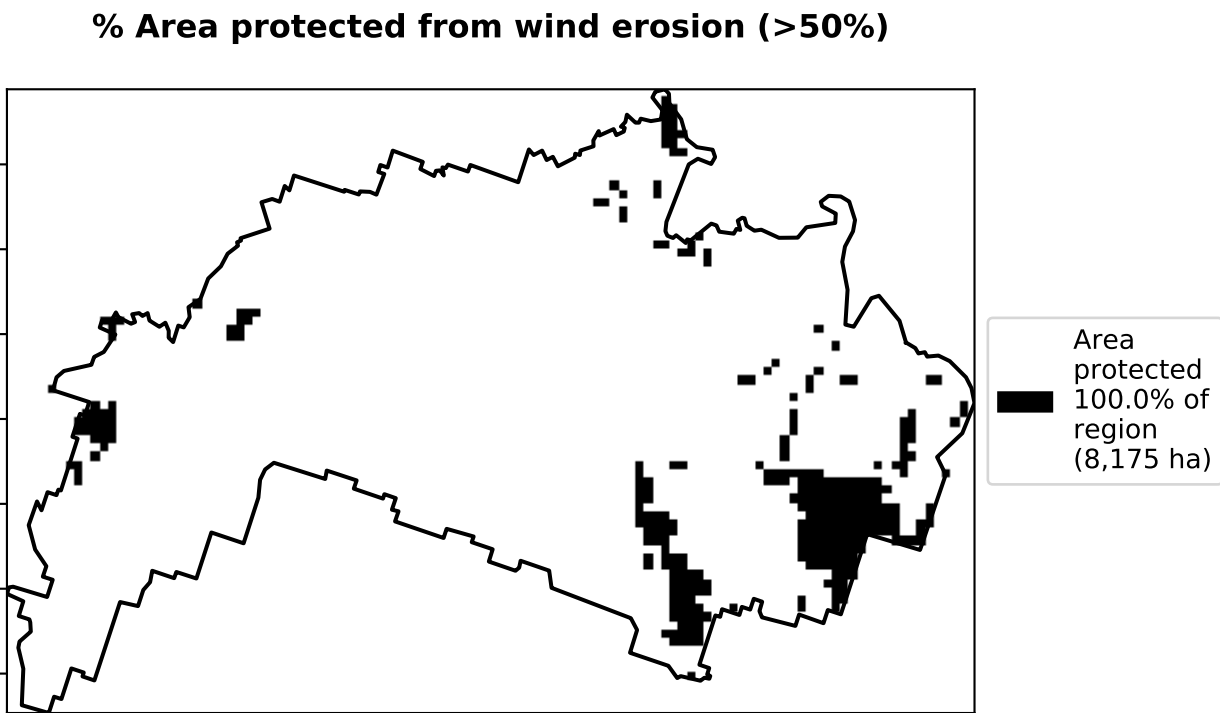 % Area protected from wind erosion (>50%)
Area
protected
100.0% of
region
(8,175 ha)